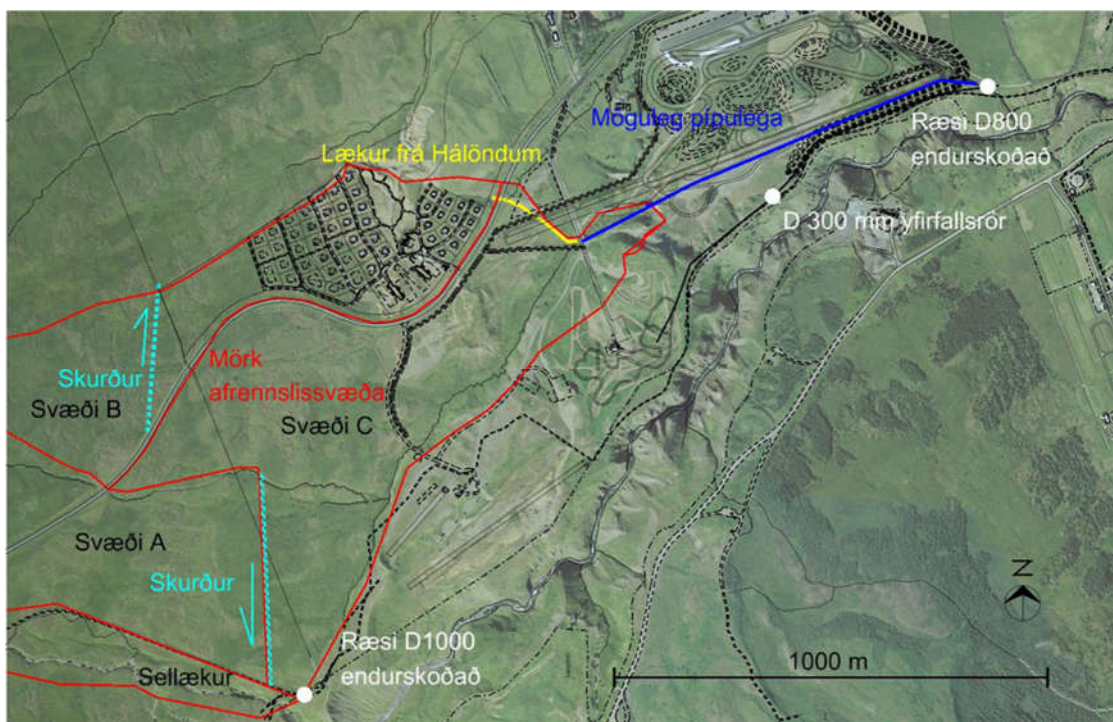 Möguleg pípulega
Ræsi D800
endurskoðað
Lækur frá Hálöndum
D 300 mm yfirfallsrör
Mörk
afrennslissvæða
Skurður
Svæði B
Svæði C
Svæði A
Skurður
N
Ræsi D1000
endurskoðað
1000 m
Sellækur